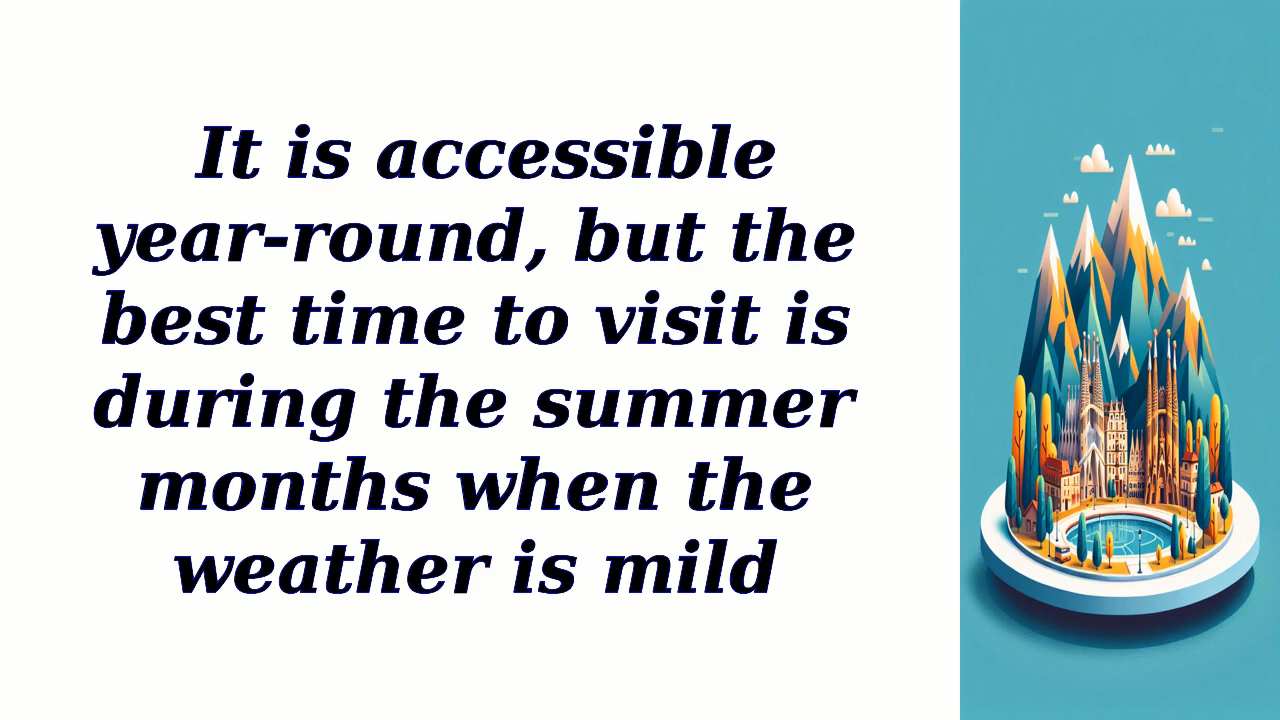 It is accessible
year-round, but the
best time to visit is
during the summer
months when the
weather is mild